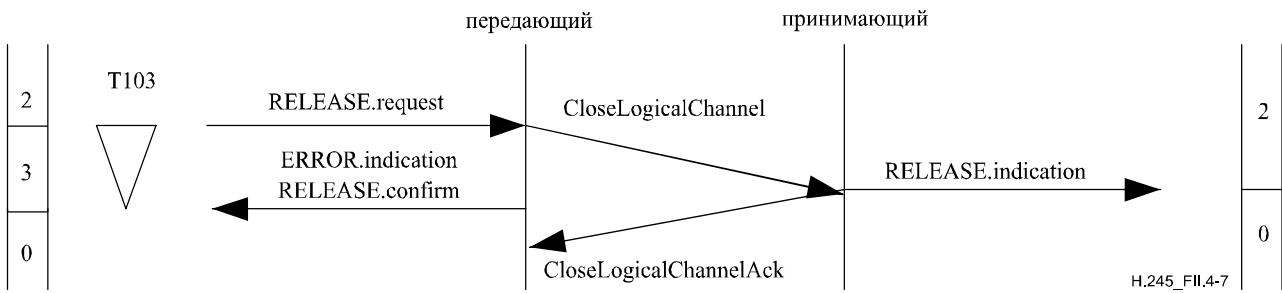 передающий
принимающий
T103
2
RELEASE.request
CloseLogicalChannel
2
3
ERROR.indication
RELEASE.confirm
RELEASE.indication
0
CloseLogicalChannelAck
0
H.245_FII.4-7